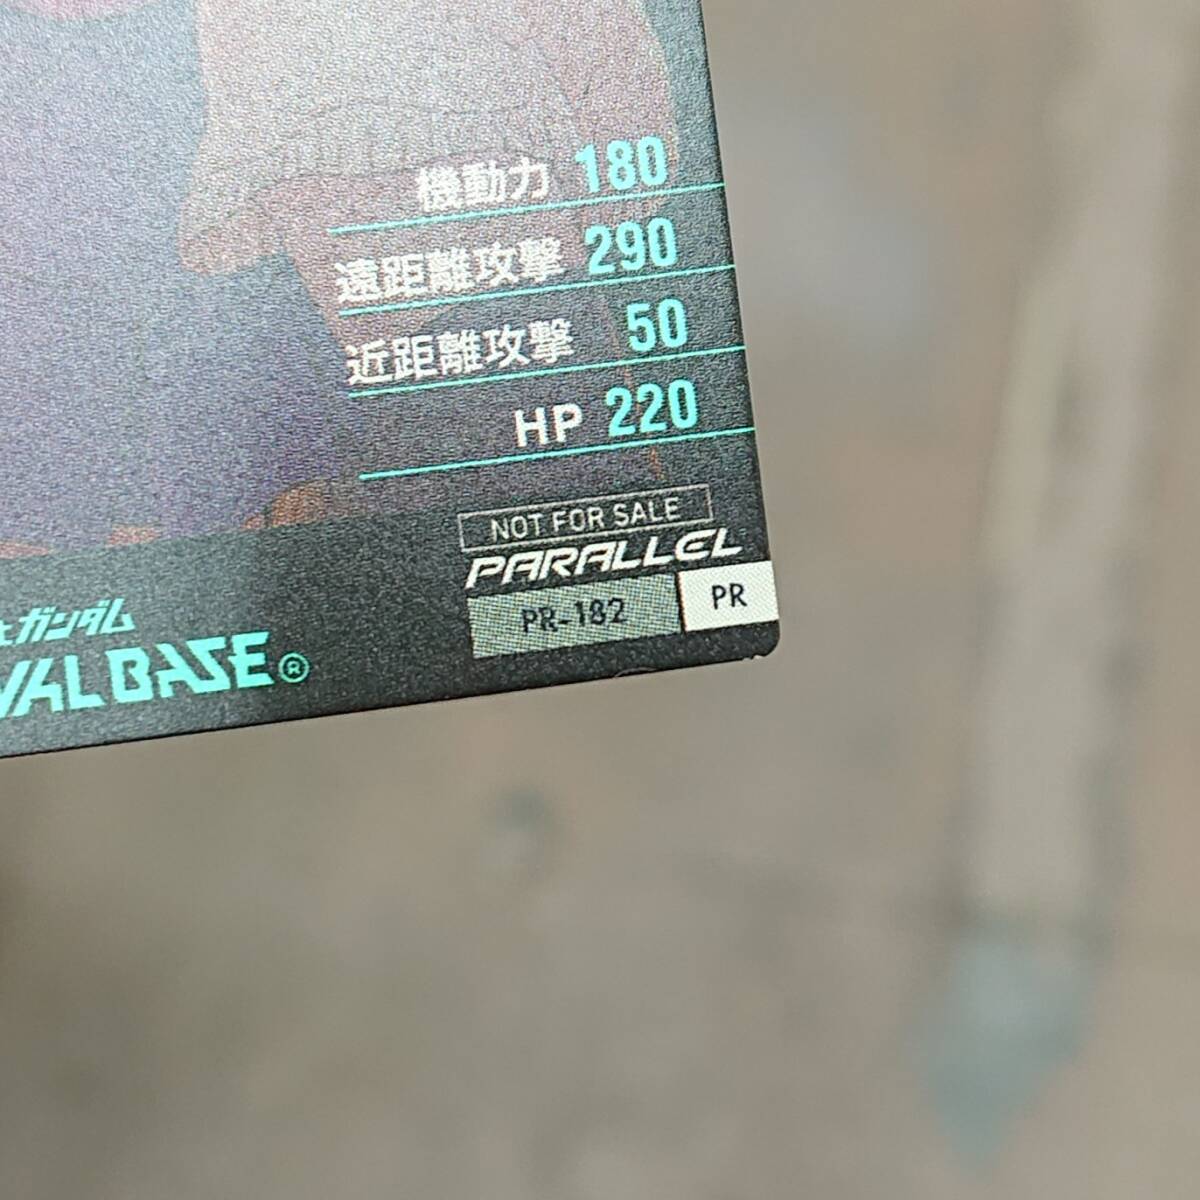 機動力 180
遠距離攻撃 290
近距離攻撃 50
HP 220
NOT FOR SALE
PARALLEL
PR-182 PR
士ガンダム
VAL BASE®